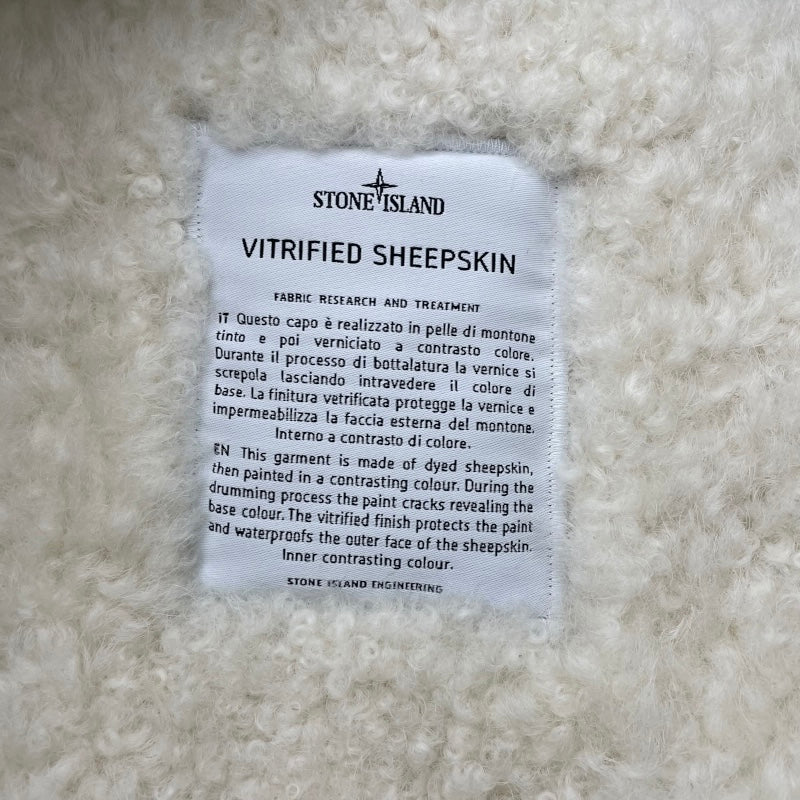 STONE ISLAND
VITRIFIED SHEEPSKIN
FABRIC RESEARCH AND TREATMENT
IT Questo capo è realizzato in pelle di montone
tinto e poi verniciato a contrasto colore.
Durante il processo di bottalatura la vernice si
screpola lasciando intravedere il colore di
base. La finitura vetrificata protegge la vernice e
impermeabilizza la faccia esterna del montone.
Interno a contrasto di colore.
EN This garment is made of dyed sheepskin,
then painted in a contrasting colour. During the
drumming process the paint cracks revealing the
base colour. The vitrified finish protects the paint
and waterproofs the outer face of the sheepskin.
Inner contrasting colour.
STONE ISLAND ENGINEERING